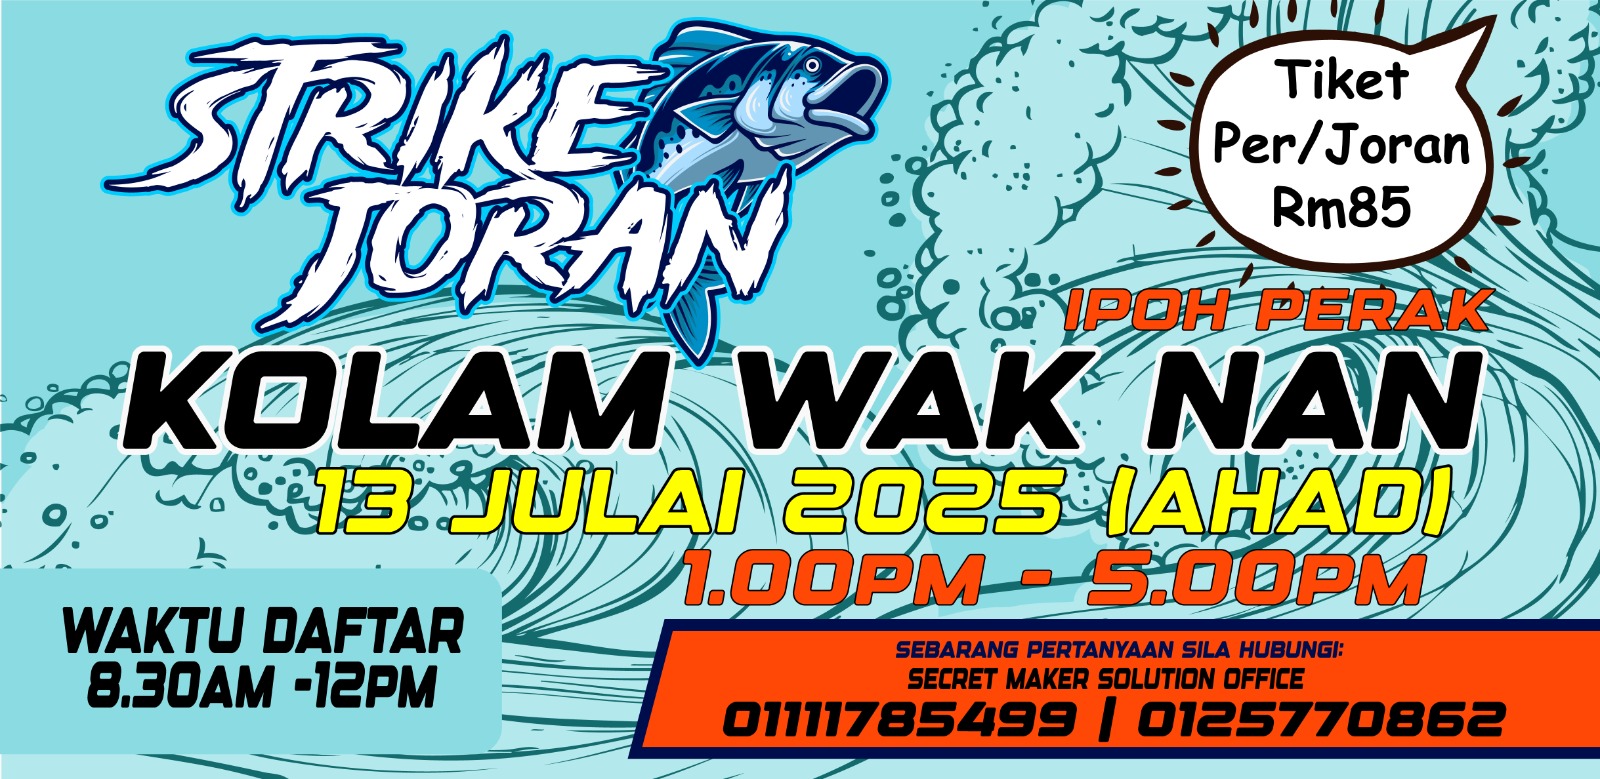 STRIKE
JORAN
Tiket
Per/Joran
Rm85
IPOH PERAK
KOLAM WAK NAN
13 JULAI 2025 (AHAD)
1.00PM - 5.00PM
WAKTU DAFTAR
8.30AM -12PM
SEBARANG PERTANYAAN SILA HUBUNGI:
SECRET MAKER SOLUTION OFFICE
01111785499 | 0125770862